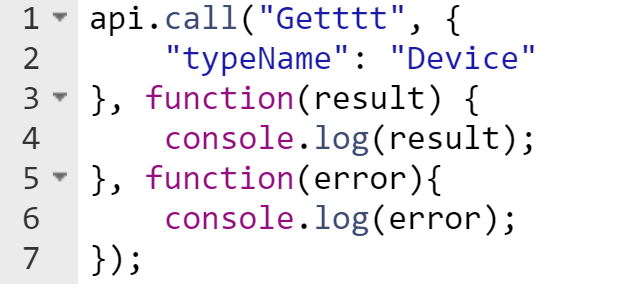 1 api.call("Getttt", {
2     "typeName": "Device"
3 }, function(result) {
4     console.log(result);
5 }, function(error){
6     console.log(error);
7 });